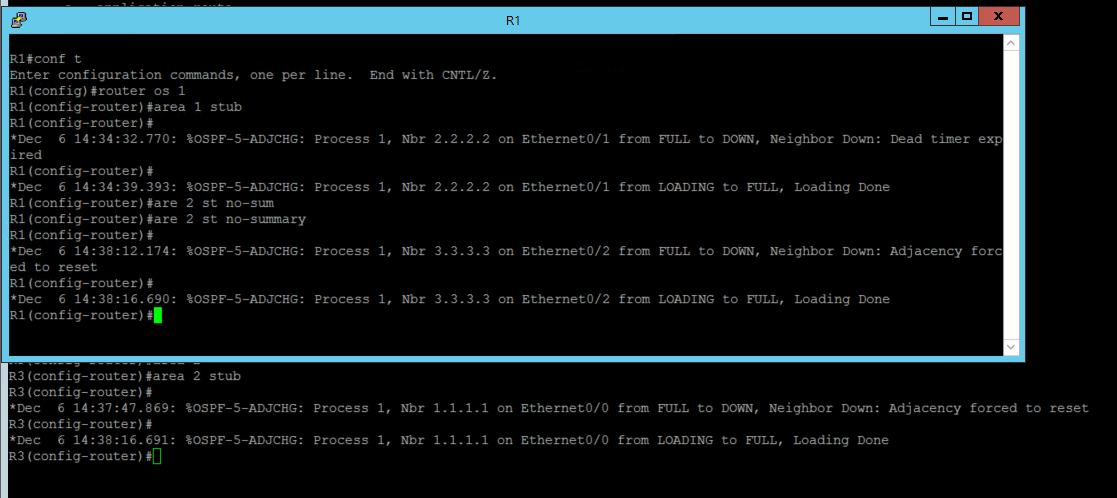 R1
R1#conf t
Enter configuration commands, one per line.  End with CNTL/Z.
R1(config)#router os 1
R1(config-router)#area 1 stub
R1(config-router)#
*Dec  6 14:34:32.770: %OSPF-5-ADJCHG: Process 1, Nbr 2.2.2.2 on Ethernet0/1 from FULL to DOWN, Neighbor Down: Dead timer exp
ired
R1(config-router)#
*Dec  6 14:34:39.393: %OSPF-5-ADJCHG: Process 1, Nbr 2.2.2.2 on Ethernet0/1 from LOADING to FULL, Loading Done
R1(config-router)#are 2 st no-sum
R1(config-router)#are 2 st no-summary
R1(config-router)#
*Dec  6 14:38:12.174: %OSPF-5-ADJCHG: Process 1, Nbr 3.3.3.3 on Ethernet0/2 from FULL to DOWN, Neighbor Down: Adjacency forc
ed to reset
R1(config-router)#
*Dec  6 14:38:16.690: %OSPF-5-ADJCHG: Process 1, Nbr 3.3.3.3 on Ethernet0/2 from LOADING to FULL, Loading Done
R1(config-router)#
R3(config-router)#area 2 stub
R3(config-router)#
*Dec  6 14:37:47.869: %OSPF-5-ADJCHG: Process 1, Nbr 1.1.1.1 on Ethernet0/0 from FULL to DOWN, Neighbor Down: Adjacency forced to reset
R3(config-router)#
*Dec  6 14:38:16.691: %OSPF-5-ADJCHG: Process 1, Nbr 1.1.1.1 on Ethernet0/0 from LOADING to FULL, Loading Done
R3(config-router)#